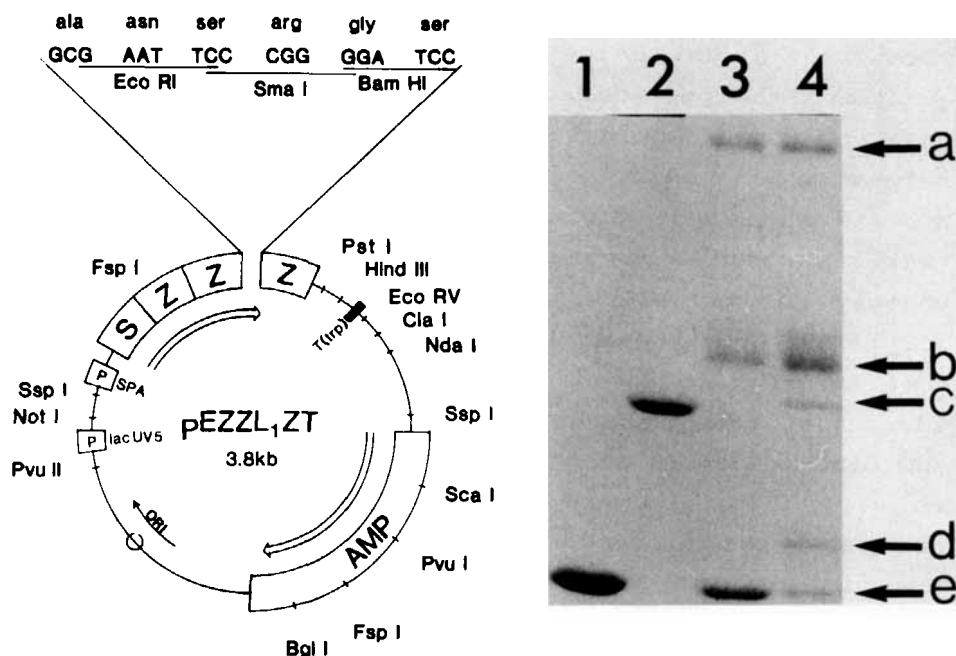 ala asn ser arg gly ser
GCG AAT TCC CGG GGA TCC
Eco RI Sma I Bam HI
Fsp I
S Z Z Z
Pst I
Hind III
Eco RV
Cla I
Nda I
T(trp)
P SPA
Ssp I
Not I
P lac UV5
Pvu II
pEZZL₁ZT
3.8kb
Ssp I
Sca I
Pvu I
Fsp I
Bgl I
AMP
ORI
1 2 3 4
a
b
c
d
e